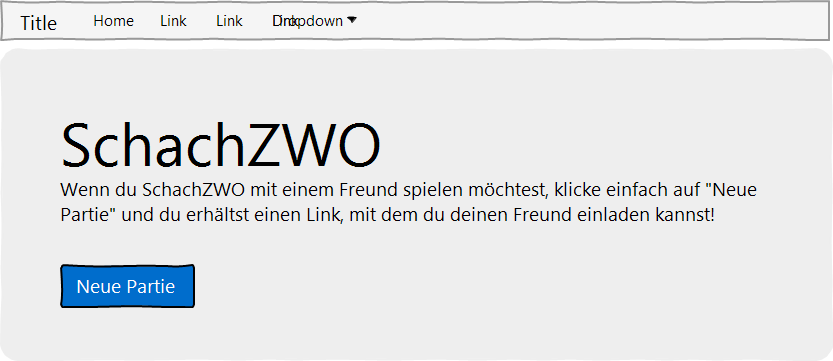 Title Home Link Link Link Dropdown
SchachZWO
Wenn du SchachZWO mit einem Freund spielen möchtest, klicke einfach auf "Neue
Partie" und du erhältst einen Link, mit dem du deinen Freund einladen kannst!
Neue Partie